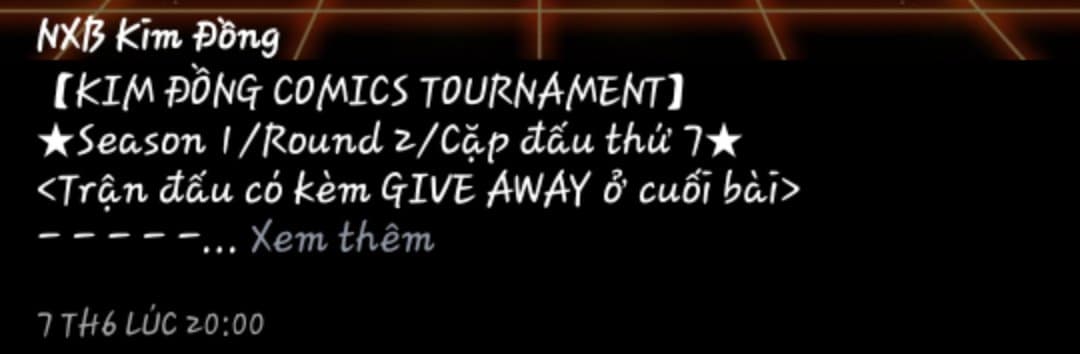 NXB Kim Đồng
【KIM ĐỒNG COMICS TOURNAMENT】
★Season 1/Round 2/Cặp đấu thứ 7★
<Trận đấu có kèm GIVE AWAY ở cuối bài>
-----... Xem thêm
7 TH6 LÚC 20:00